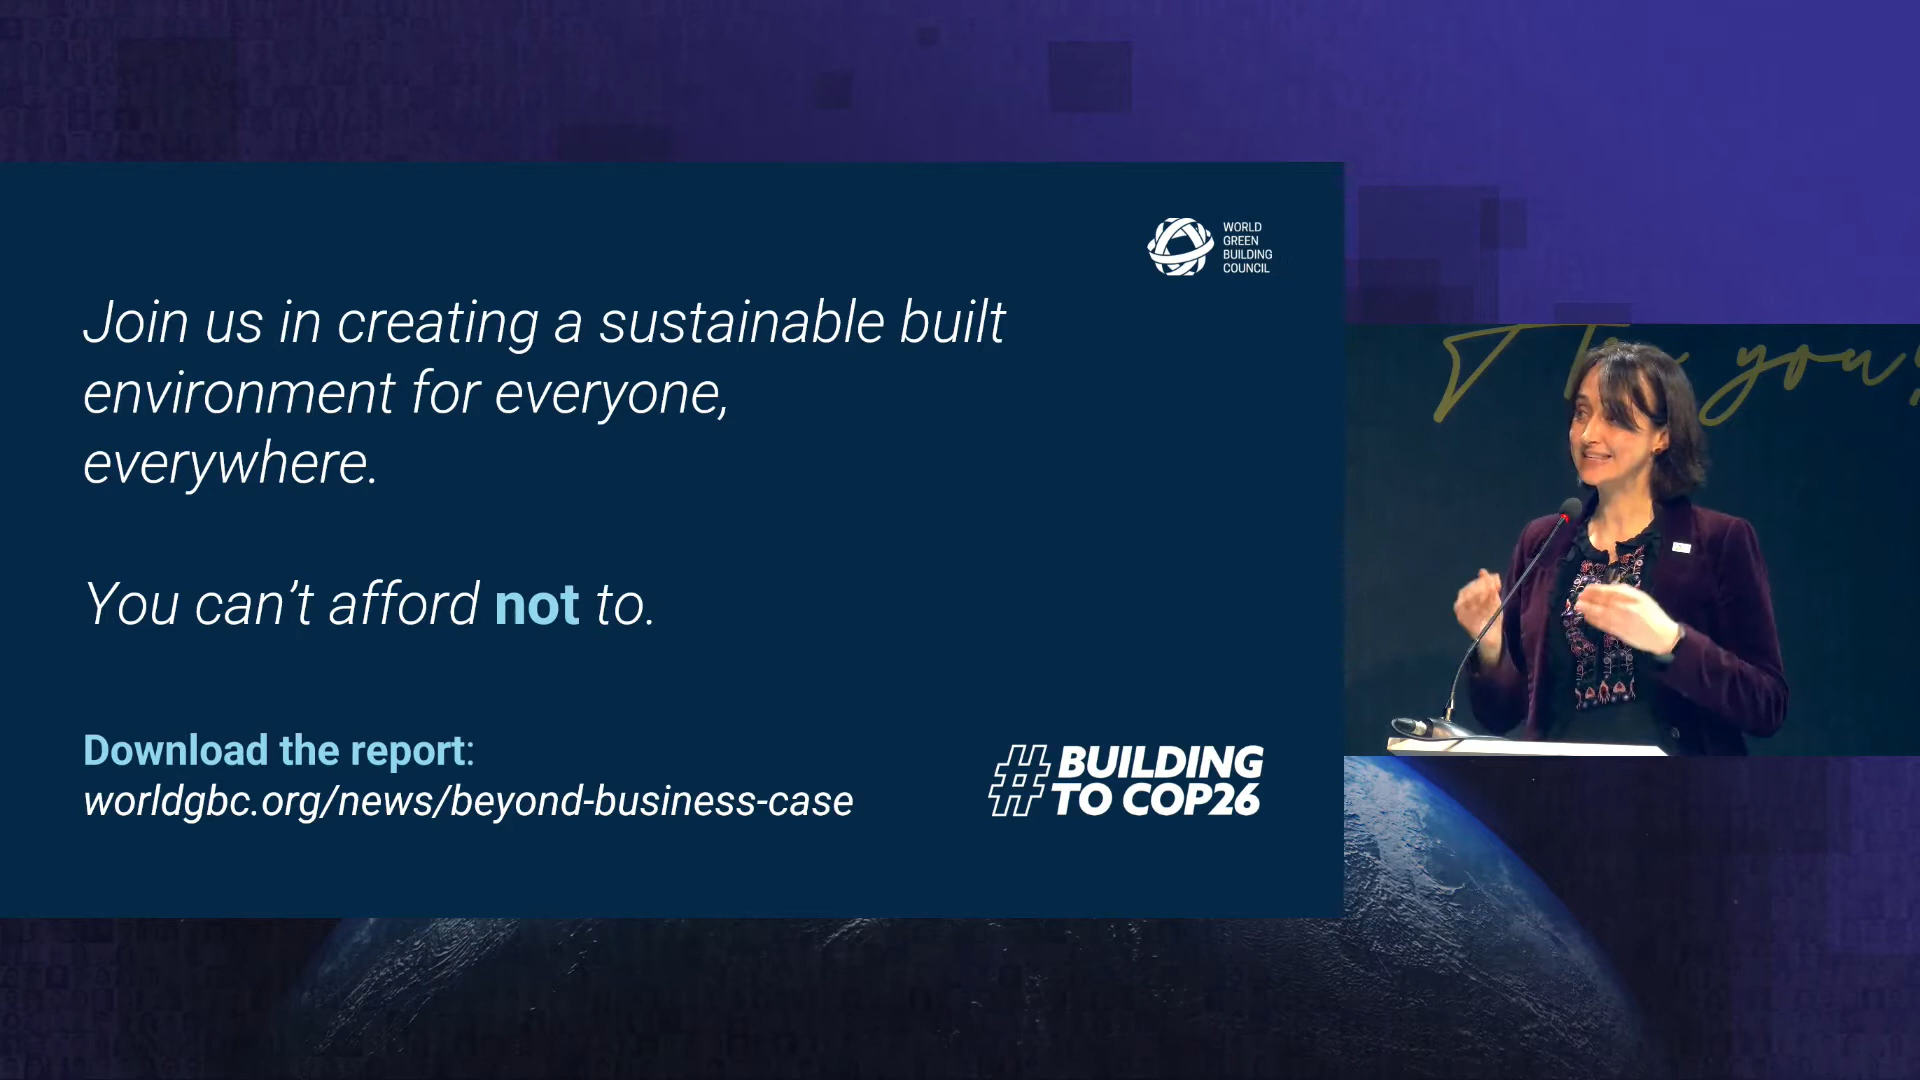 WORLD
GREEN
BUILDING
COUNCIL
Join us in creating a sustainable built
environment for everyone,
everywhere.
You can’t afford not to.
Download the report:
worldgbc.org/news/beyond-business-case
#BUILDING
TO COP26
you!